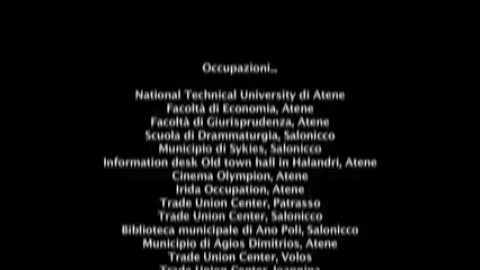 Occupazioni...
National Technical University di Atene
Facoltà di Economia, Atene
Facoltà di Giurisprudenza, Atene
Scuola di Drammaturgia, Salonicco
Municipio di Sykies, Salonicco
Information desk Old town hall in Halandri, Atene
Cinema Olympion, Atene
Irida Occupation, Atene
Trade Union Center, Patrasso
Trade Union Center, Salonicco
Biblioteca municipale di Ano Poli, Salonicco
Municipio di Agios Dimitrios, Atene
Trade Union Center, Volos
Trade Union Center, Ioannina